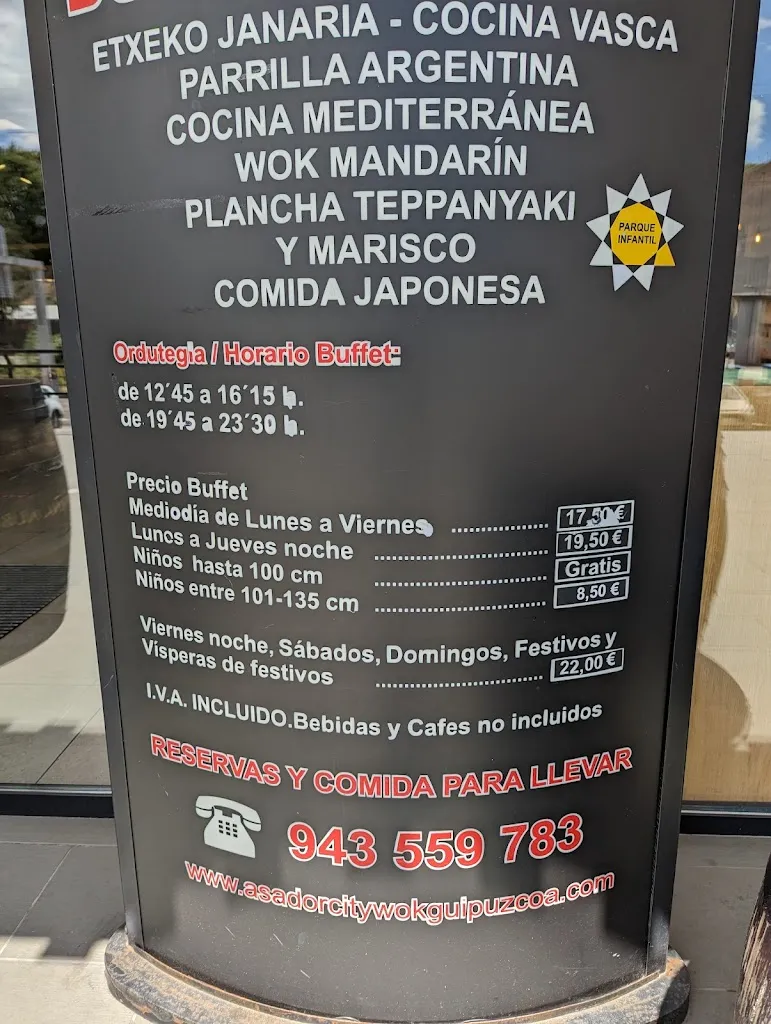 ETXEKO JANARIA - COCINA VASCA
PARRILLA ARGENTINA
COCINA MEDITERRÁNEA
WOK MANDARÍN
PLANCHA TEPPANYAKI
Y MARISCO
COMIDA JAPONESA
PARQUE
INFANTIL
Ordutegia / Horario Buffet:
de 12´45 a 16´15 h.
de 19´45 a 23´30 h.
Precio Buffet
Mediodía de Lunes a Viernes ................ 17,50 €
Lunes a Jueves noche ............................ 19,50 €
Niños hasta 100 cm ............................ Gratis
Niños entre 101-135 cm ............................ 8,50 €
Viernes noche, Sábados, Domingos, Festivos y
Vísperas de festivos ............................ 22,00 €
I.V.A. INCLUIDO.Bebidas y Cafes no incluidos
RESERVAS Y COMIDA PARA LLEVAR
943 559 783
www.asadorcitywokguipuzcoa.com